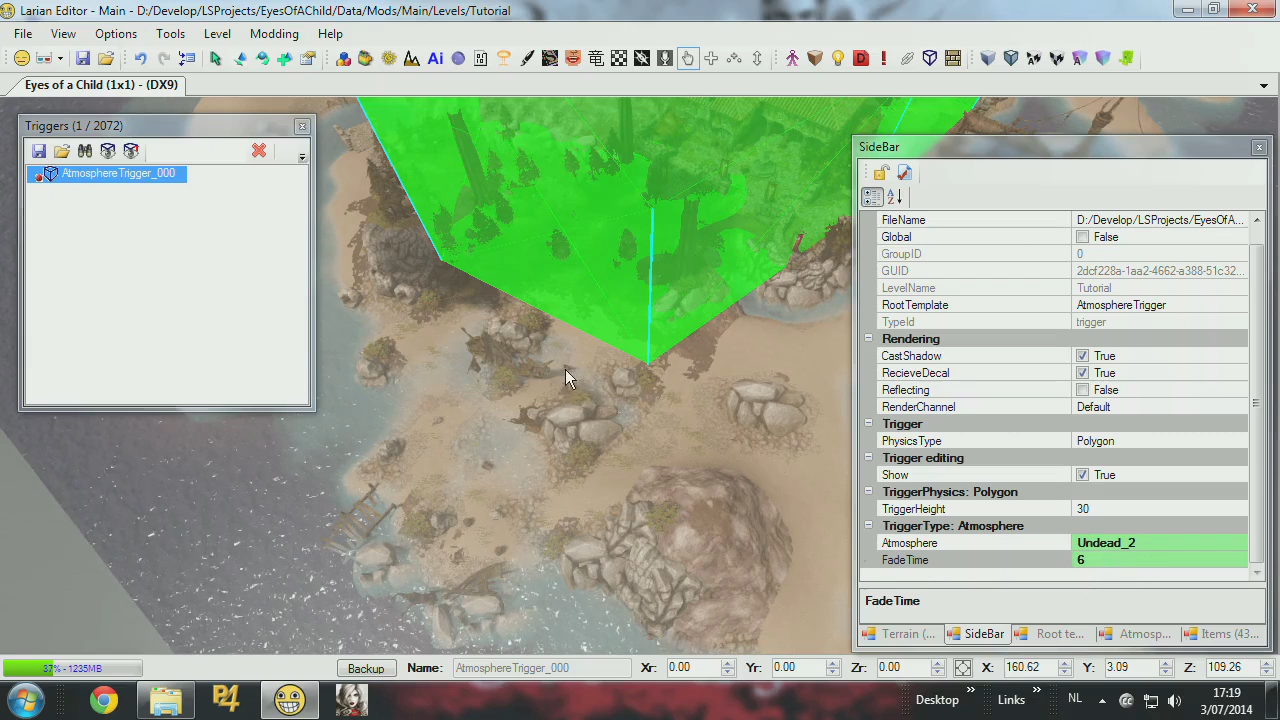 Larian Editor - Main - D:/Develop/LSProjects/EyesOfAChild/Data/Mods/Main/Levels/Tutorial
File View Options Tools Level Modding Help
Ai
Eyes of a Child (1x1) - (DX9)
Triggers (1 / 2072)
AtmosphereTrigger_000
SideBar
FileName D:/Develop/LSProjects/EyesOfA...
Global False
GroupID 0
GUID 2dcf228a-1aa2-4662-a388-51c32...
LevelName Tutorial
RootTemplate AtmosphereTrigger
TypeId trigger
Rendering
CastShadow True
RecieveDecal True
Reflecting False
RenderChannel Default
Trigger
PhysicsType Polygon
Trigger editing
Show True
TriggerPhysics: Polygon
TriggerHeight 30
TriggerType: Atmosphere
Atmosphere Undead_2
FadeTime 6
FadeTime
Terrain (... SideBar Root te... Atmosp... Items (43...
37% - 1235MB Backup Name: AtmosphereTrigger_000 Xr: 0.00 Yr: 0.00 Zr: 0.00 X: 160.62 Y: 3.09 Z: 109.26
P4 Desktop Links NL 17:19
3/07/2014